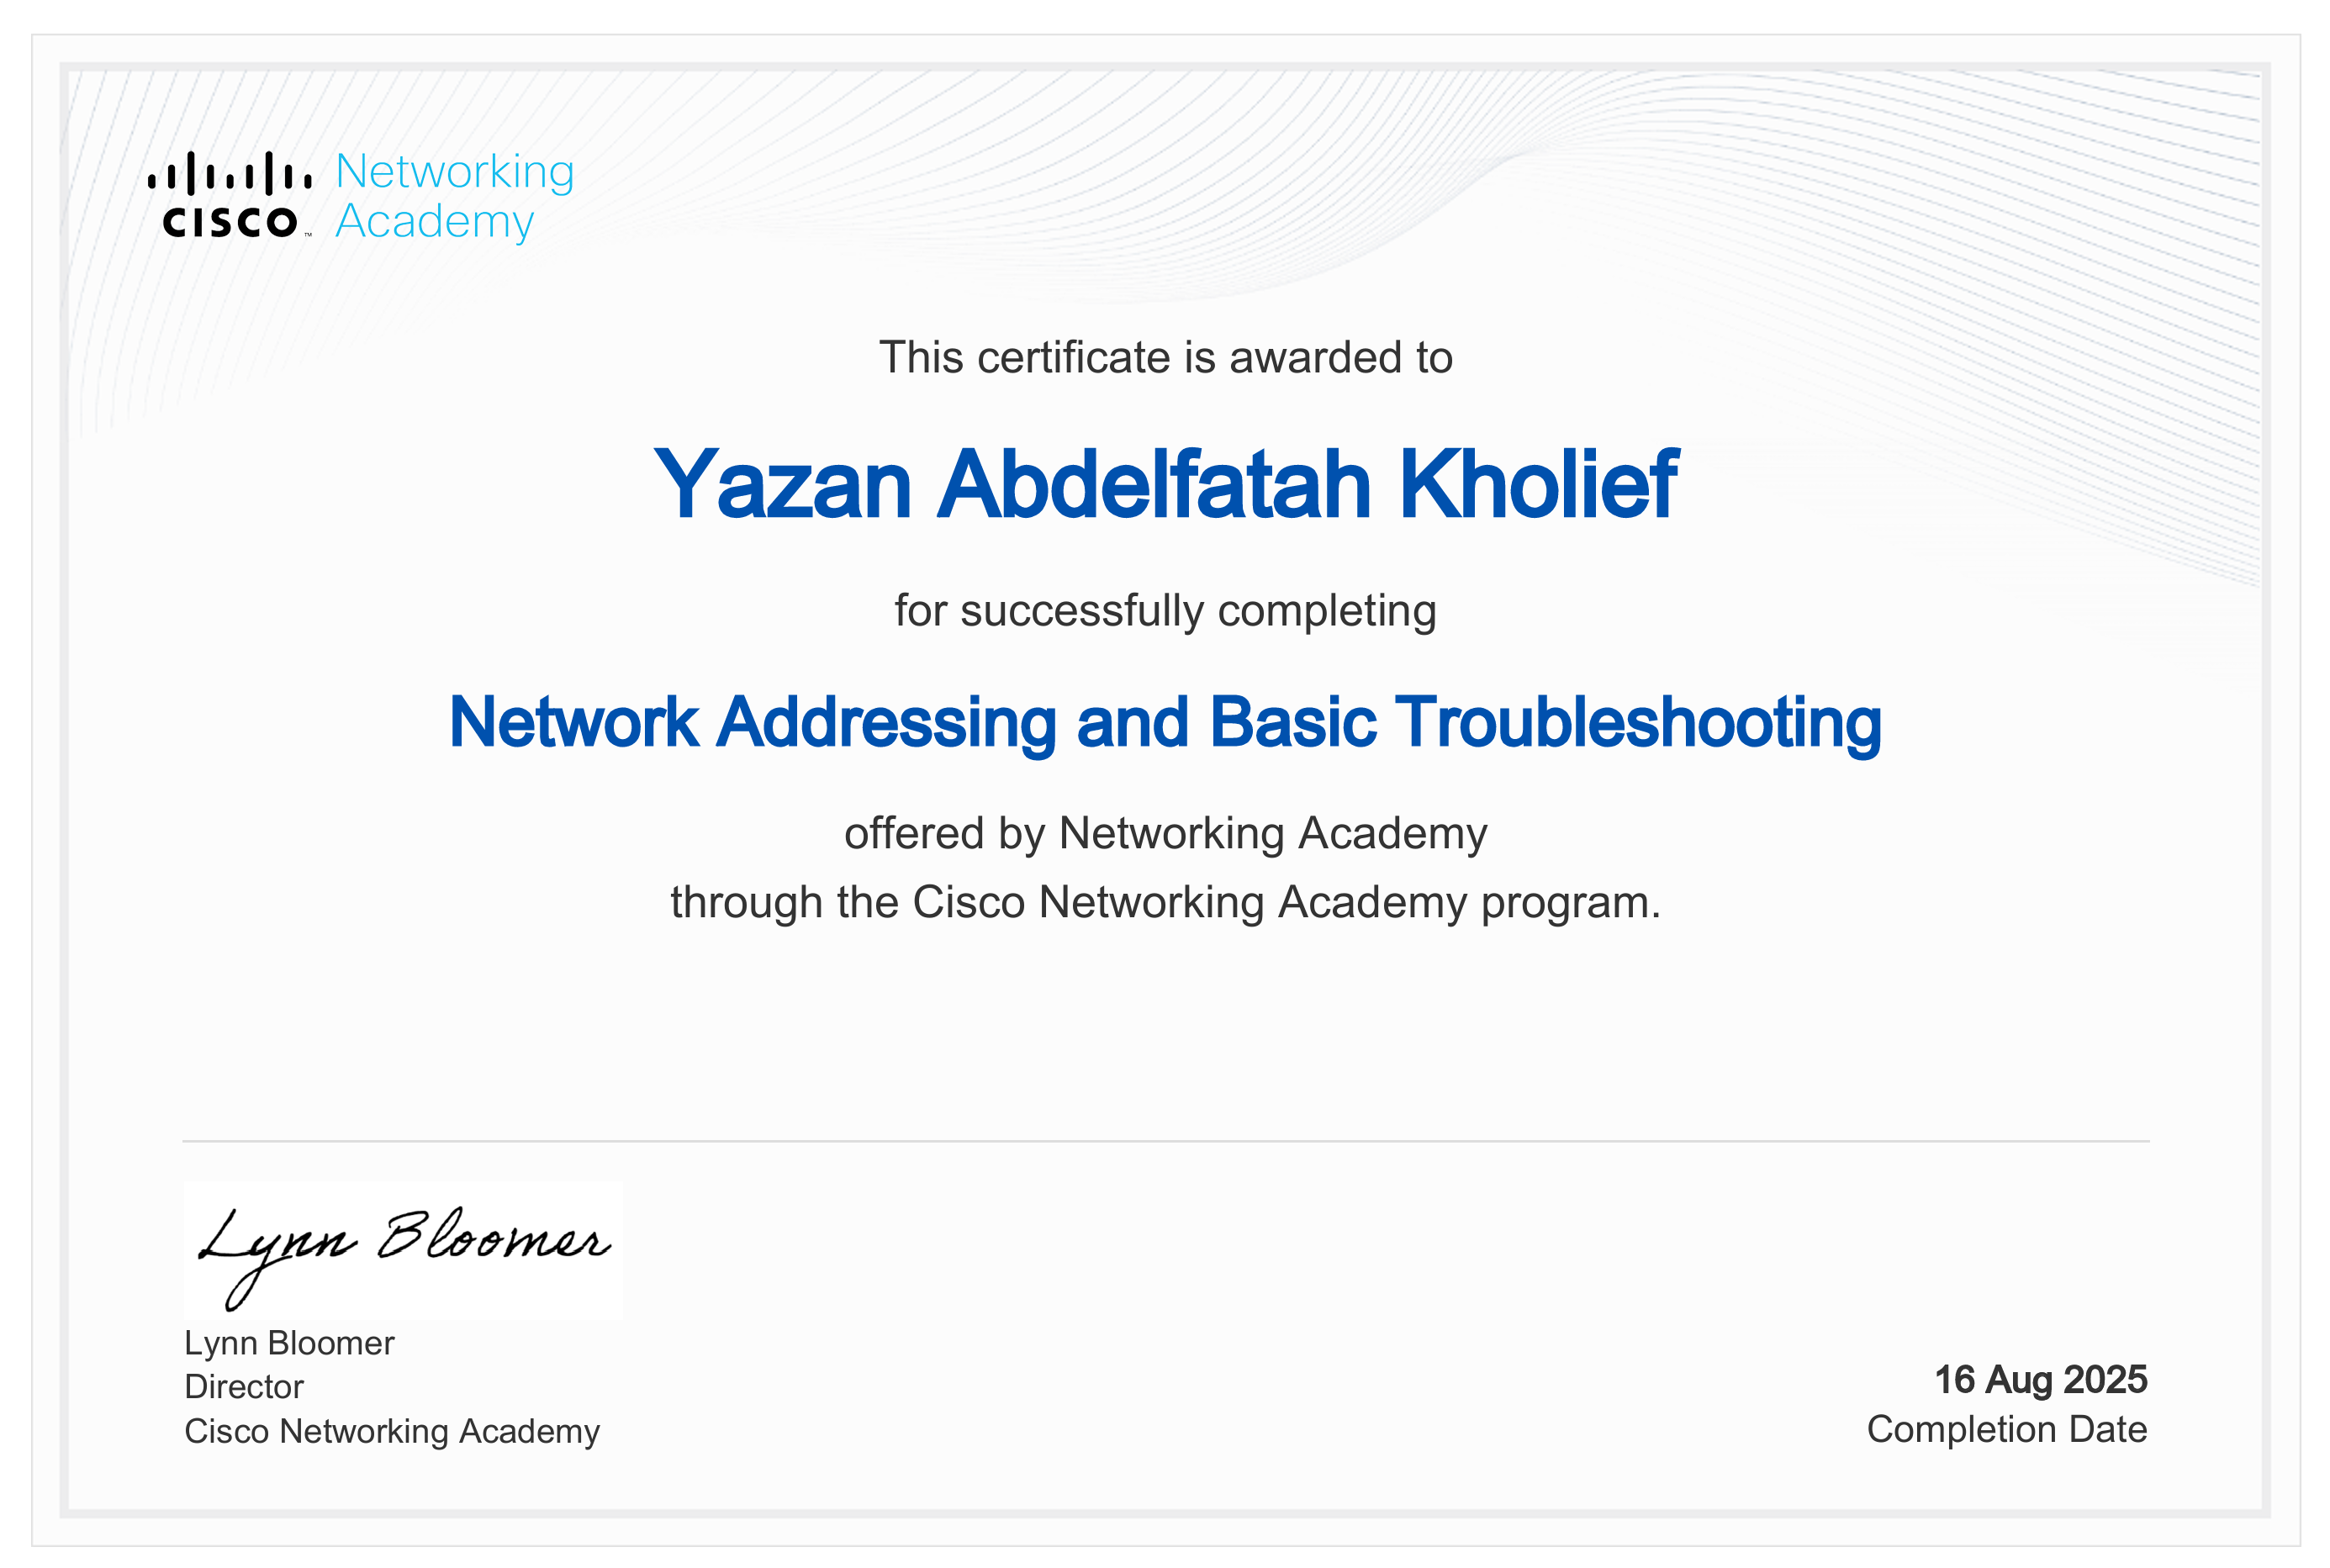 CISCO™
Networking
Academy
This certificate is awarded to
Yazan Abdelfatah Kholief
for successfully completing
Network Addressing and Basic Troubleshooting
offered by Networking Academy
through the Cisco Networking Academy program.
Lynn Bloomer
Lynn Bloomer
Director
Cisco Networking Academy
16 Aug 2025
Completion Date